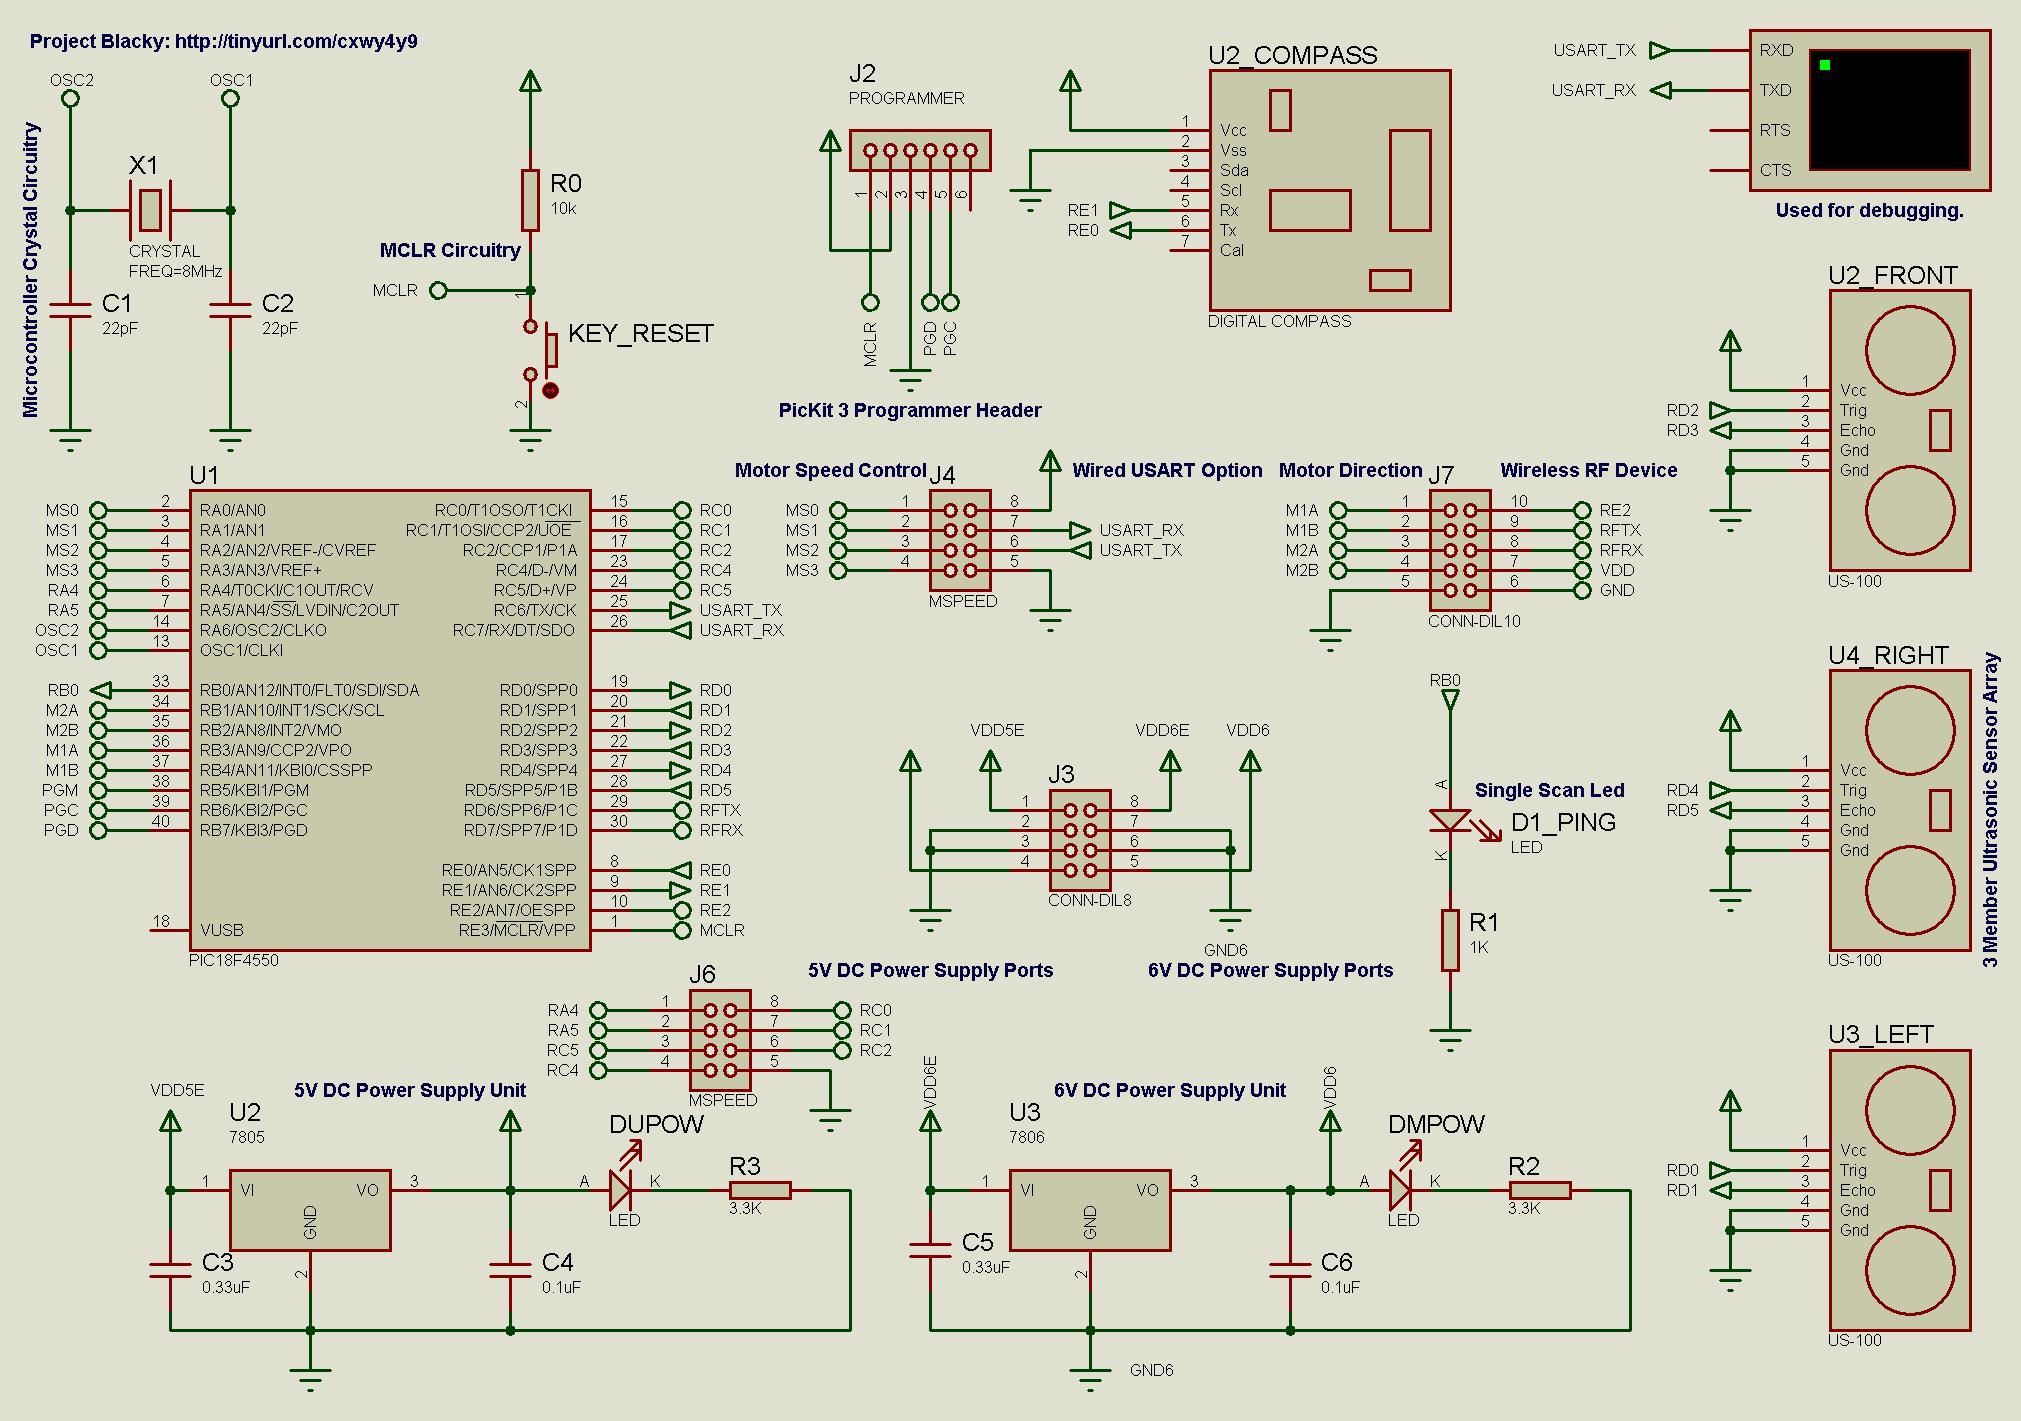 Project Blacky: http://tinyurl.com/cxwy4y9
OSC2
OSC1
Microcontroller Crystal Circuitry
X1
CRYSTAL
FREQ=8MHz
C1
22pF
C2
22pF
R0
10k
MCLR Circuitry
MCLR
1
KEY_RESET
2
J2
PROGRAMMER
1
2
3
4
5
6
MCLR
PGD
PGC
PicKit 3 Programmer Header
U2_COMPASS
1 Vcc
2 Vss
3 Sda
4 Scl
RE1 5 Rx
RE0 6 Tx
7 Cal
DIGITAL COMPASS
USART_TX RXD
USART_RX TXD
RTS
CTS
Used for debugging.
U2_FRONT
1 Vcc
RD2 2 Trig
RD3 3 Echo
4 Gnd
5 Gnd
US-100
U1
MS0 2 RA0/AN0 RC0/T1OSO/T1CKI 15 RC0
MS1 3 RA1/AN1 RC1/T1OSI/CCP2/UOE 16 RC1
MS2 4 RA2/AN2/VREF-/CVREF RC2/CCP1/P1A 17 RC2
MS3 5 RA3/AN3/VREF+ RC4/D-/VM 23 RC4
RA4 6 RA4/T0CKI/C1OUT/RCV RC5/D+/VP 24 RC5
RA5 7 RA5/AN4/SS/LVDIN/C2OUT RC6/TX/CK 25 USART_TX
OSC2 14 RA6/OSC2/CLKO RC7/RX/DT/SDO 26 USART_RX
OSC1 13 OSC1/CLKI
RB0 33 RB0/AN12/INT0/FLT0/SDI/SDA RD0/SPP0 19 RD0
M2A 34 RB1/AN10/INT1/SCK/SCL RD1/SPP1 20 RD1
M2B 35 RB2/AN8/INT2/VMO RD2/SPP2 21 RD2
M1A 36 RB3/AN9/CCP2/VPO RD3/SPP3 22 RD3
M1B 37 RB4/AN11/KBI0/CSSPP RD4/SPP4 27 RD4
PGM 38 RB5/KBI1/PGM RD5/SPP5/P1B 28 RD5
PGC 39 RB6/KBI2/PGC RD6/SPP6/P1C 29 RFTX
PGD 40 RB7/KBI3/PGD RD7/SPP7/P1D 30 RFRX
RE0/AN5/CK1SPP 8 RE0
RE1/AN6/CK2SPP 9 RE1
RE2/AN7/OESPP 10 RE2
18 VUSB RE3/MCLR/VPP 1 MCLR
PIC18F4550
Motor Speed Control
J4
Wired USART Option
MS0 1 8
MS1 2 7 USART_RX
MS2 3 6 USART_TX
MS3 4 5
MSPEED
Motor Direction
J7
Wireless RF Device
M1A 1 10 RE2
M1B 2 9 RFTX
M2A 3 8 RFRX
M2B 4 7 VDD
5 6 GND
CONN-DIL10
VDD5E
VDD6E
VDD6
J3
1 8
2 7
3 6
4 5
CONN-DIL8
GND6
5V DC Power Supply Ports
6V DC Power Supply Ports
RB0
A
Single Scan Led
D1_PING
LED
K
R1
1K
U4_RIGHT
1 Vcc
RD4 2 Trig
RD5 3 Echo
4 Gnd
5 Gnd
US-100
3 Member Ultrasonic Sensor Array
J6
RA4 1 8 RC0
RA5 2 7 RC1
RC5 3 6 RC2
RC4 4 5
MSPEED
VDD5E
5V DC Power Supply Unit
U2
7805
1 VI VO 3
GND
2
C3
0.33uF
C4
0.1uF
DUPOW
A K
LED
R3
3.3K
VDD6E
6V DC Power Supply Unit
U3
7806
1 VI VO 3
GND
2
C5
0.33uF
C6
0.1uF
VDD6
DMPOW
A K
LED
R2
3.3K
GND6
U3_LEFT
1 Vcc
RD0 2 Trig
RD1 3 Echo
4 Gnd
5 Gnd
US-100